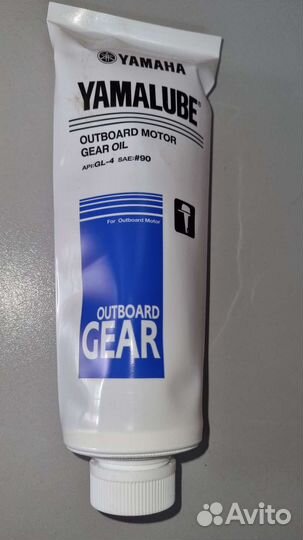 YAMAHA
YAMALUBE®
OUTBOARD MOTOR
GEAR OIL
API:GL-4 SAE:#90
For Outboard Motor
OUTBOARD
GEAR
Avito